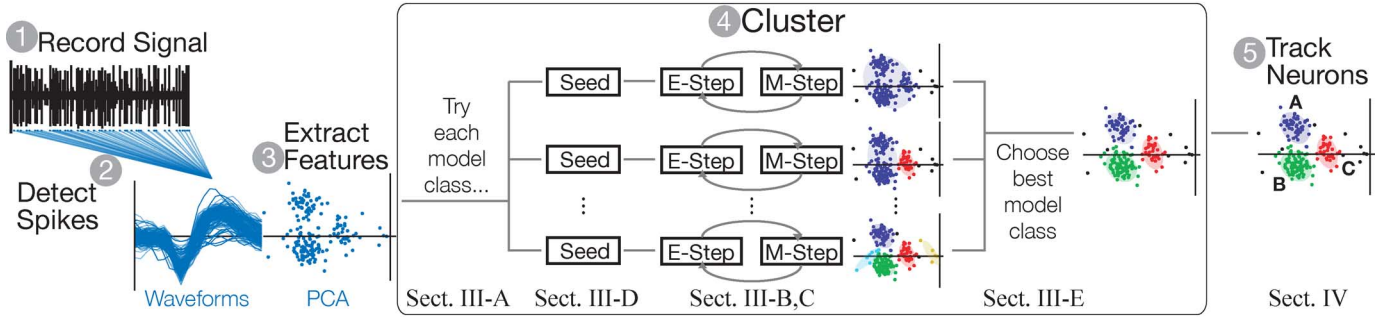 1 Record Signal
2
Detect
Spikes
Waveforms
3 Extract
Features
PCA
4 Cluster
Try
each
model
class...
Seed E-Step M-Step
Seed E-Step M-Step
Seed E-Step M-Step
Choose
best
model
class
Sect. III-A Sect. III-D Sect. III-B,C Sect. III-E
5 Track
Neurons
A
B
C
Sect. IV